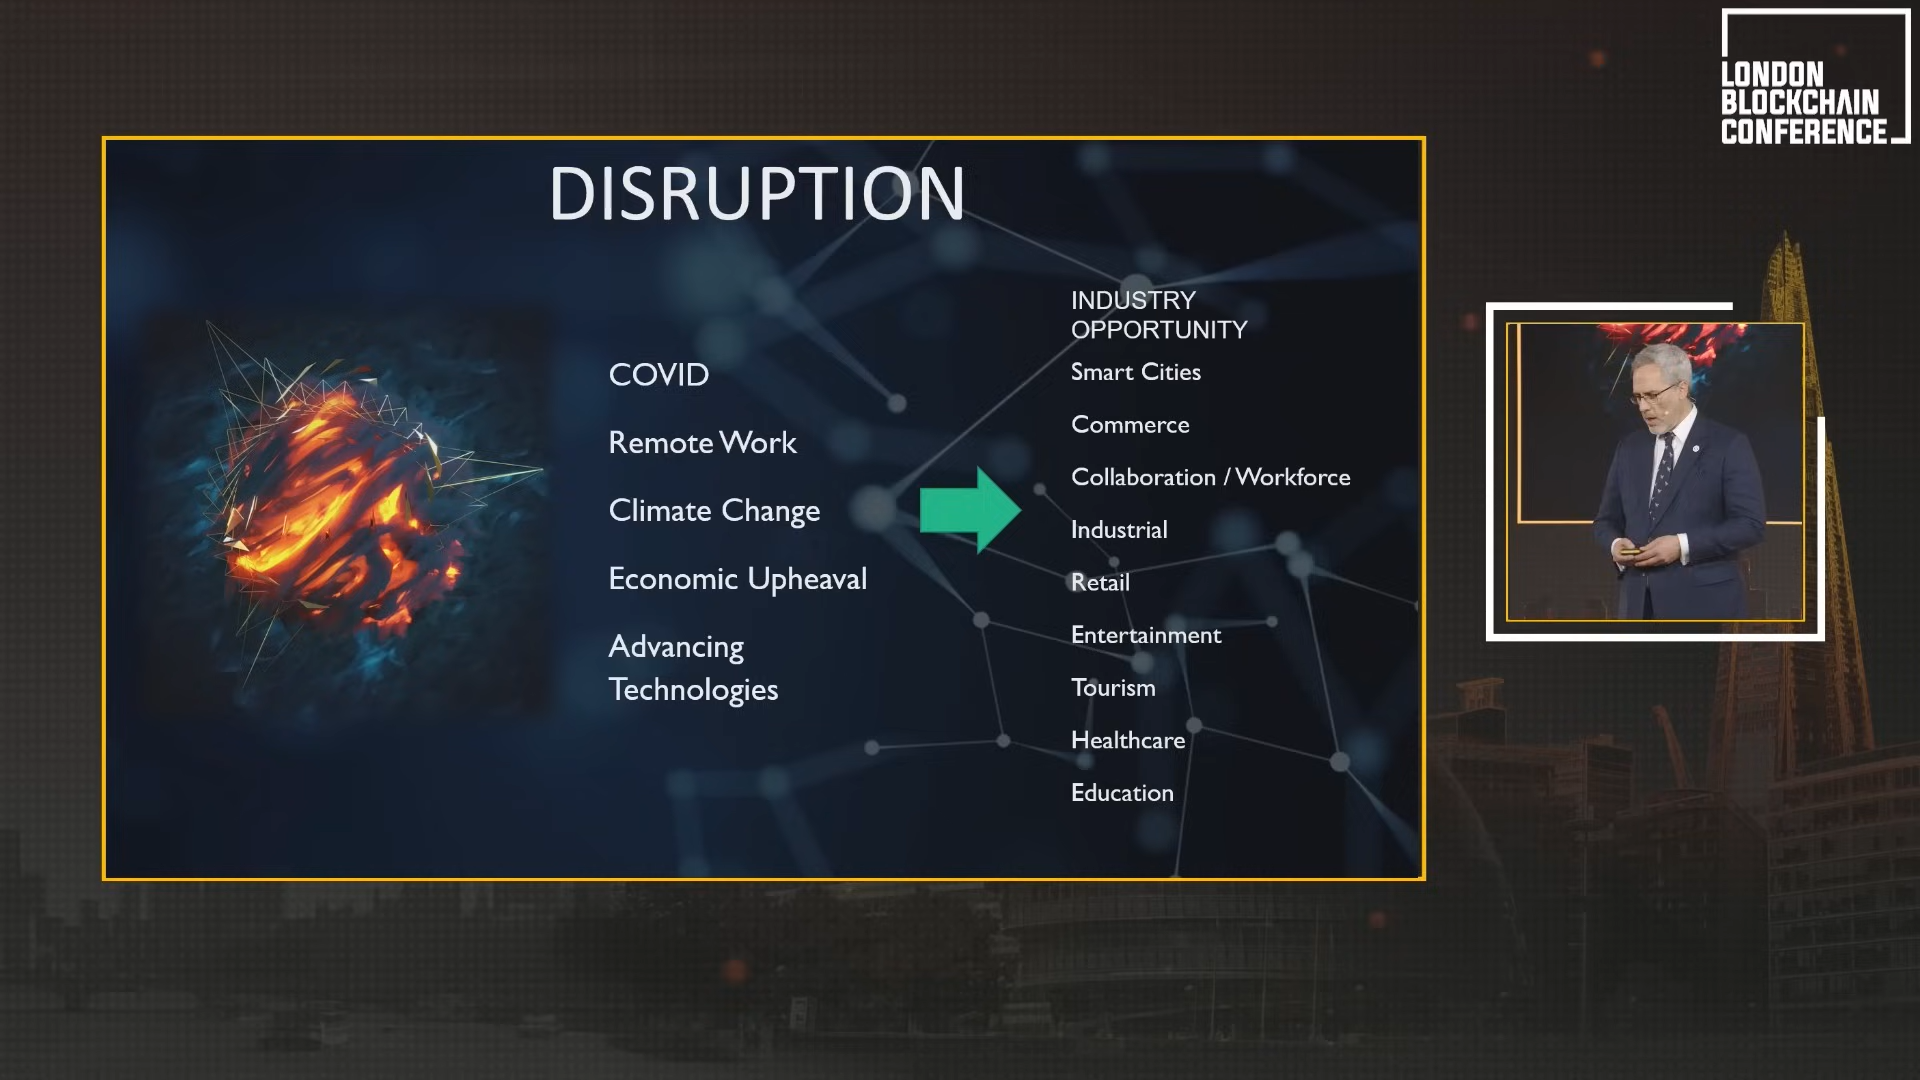 DISRUPTION
COVID
Remote Work
Climate Change
Economic Upheaval
Advancing
Technologies
INDUSTRY
OPPORTUNITY
Smart Cities
Commerce
Collaboration / Workforce
Industrial
Retail
Entertainment
Tourism
Healthcare
Education
LONDON
BLOCKCHAIN
CONFERENCE